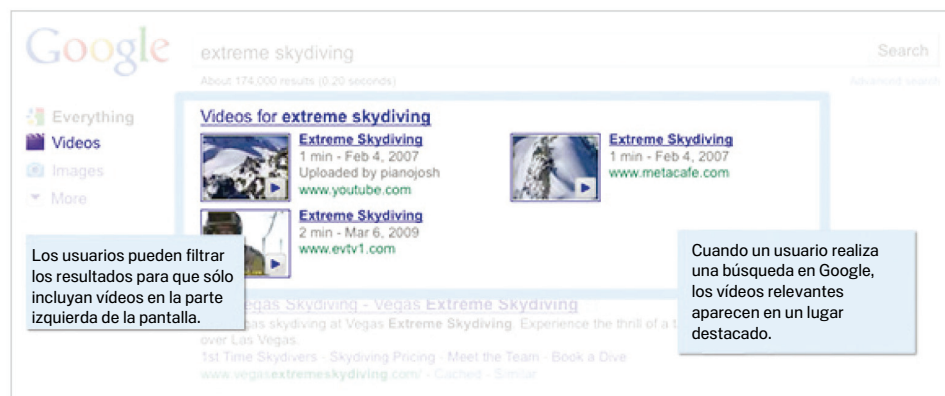 Google
extreme skydiving
Search
About 174,000 results (0.20 seconds)
Advanced search
Everything
Videos
Images
More
Videos for extreme skydiving
Extreme Skydiving
1 min - Feb 4, 2007
Uploaded by pianojosh
www.youtube.com
Extreme Skydiving
1 min - Feb 4, 2007
www.metacafe.com
Extreme Skydiving
2 min - Mar 6, 2009
www.evtv1.com
Los usuarios pueden filtrar
los resultados para que sólo
incluyan vídeos en la parte
izquierda de la pantalla.
Cuando un usuario realiza
una búsqueda en Google,
los vídeos relevantes
aparecen en un lugar
destacado.
Vegas Skydiving - Vegas Extreme Skydiving
skydiving at Vegas Extreme Skydiving. Experience the thrill of a
over Las Vegas.
1st Time Skydivers - Skydiving Pricing - Meet the Team - Book a Dive
www.vegasextremeskydiving.com/ - Cached - Similar